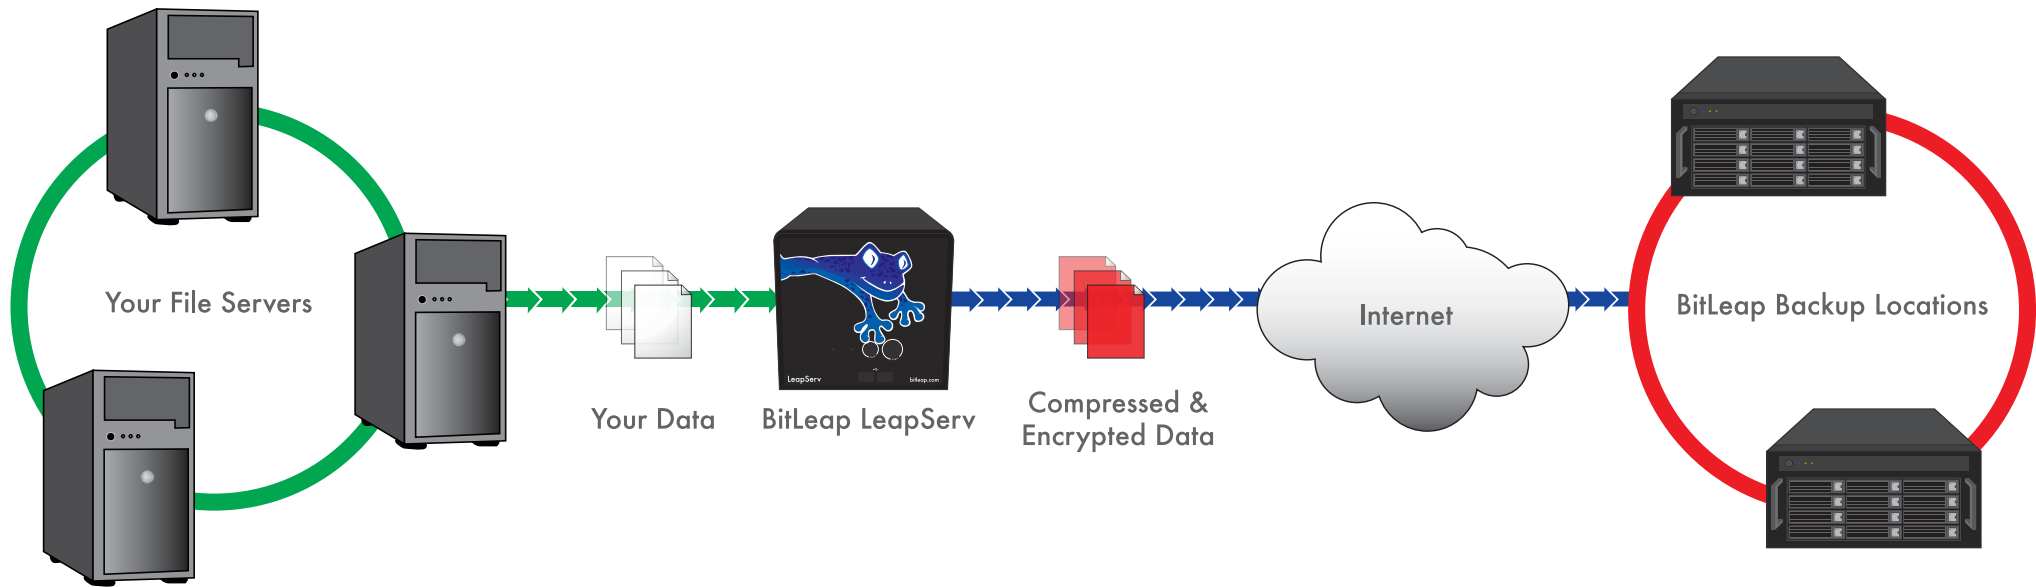 Your File Servers
Your Data
LeapServ
bitleap.com
BitLeap LeapServ
Compressed &
Encrypted Data
Internet
BitLeap Backup Locations